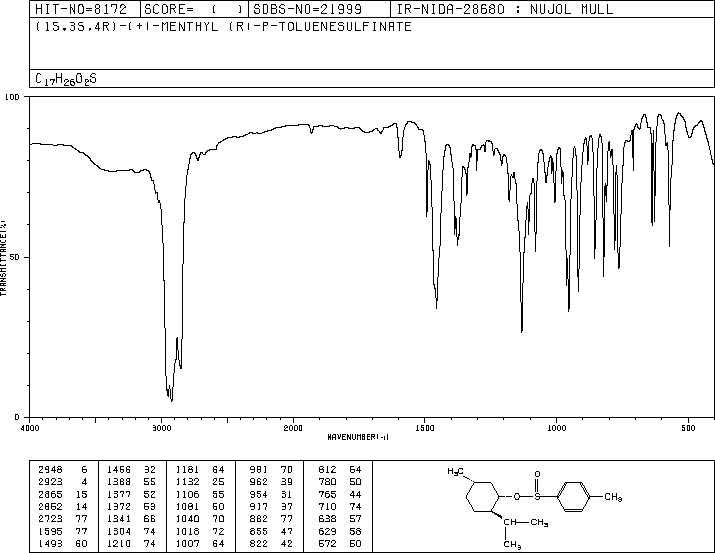 HIT-NO=8172 SCORE= ( ) SDBS-NO=21999 IR-NIDA-28680 : NUJOL MULL
(1S,3S,4R)-(+)-MENTHYL (R)-P-TOLUENESULFINATE
C17H26O2S
100
50
0
TRANSMITTANCE(%)
4000 3000 2000 1500 1000 500
WAVENUMBER(-1)
2948 6 1456 32 1181 64 981 70 812 64
2923 4 1388 55 1132 25 962 39 780 50
2865 15 1377 52 1106 55 954 31 765 44
2852 14 1372 53 1081 50 917 37 710 74
2723 77 1341 66 1040 70 882 77 638 57
1595 77 1304 74 1018 72 855 47 629 58
1493 60 1210 74 1007 64 822 42 572 50
H3C
O
O S CH3
CH3
CH3